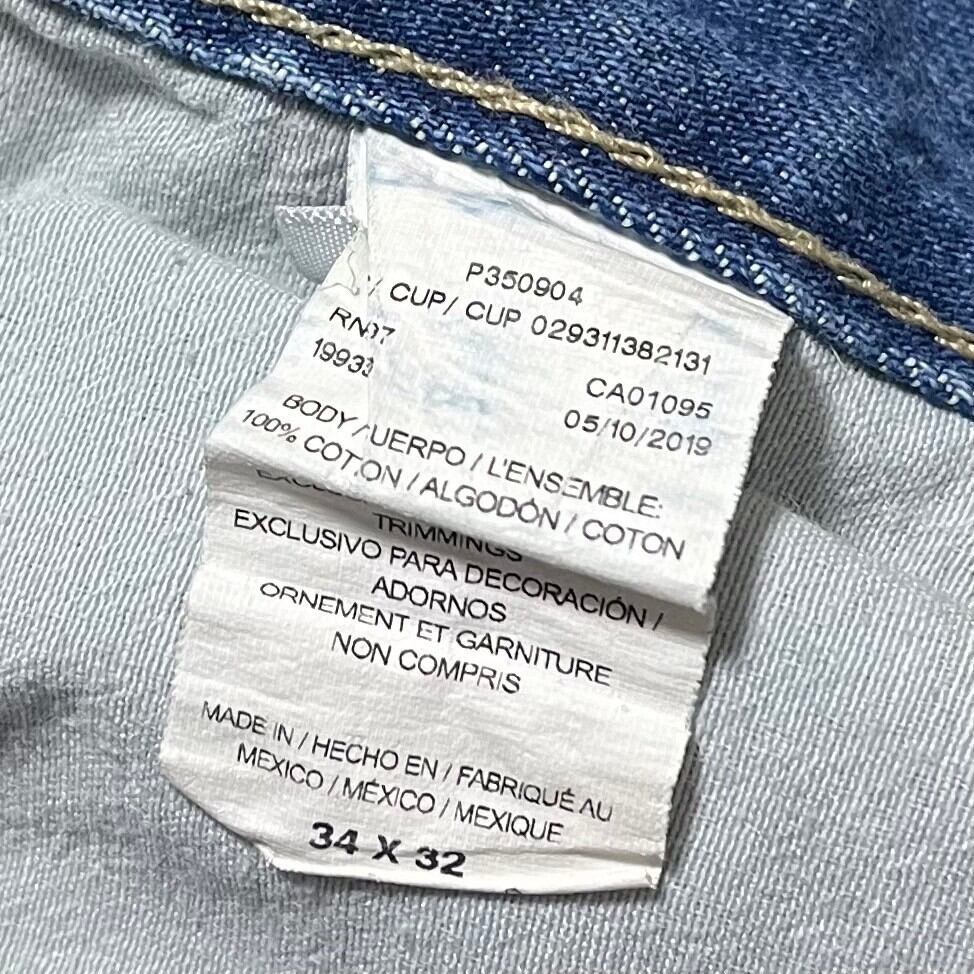 P350904
/ CUP/ CUP 029311382131
RN
CA01095
05/10/2019
BODY / L'ENSEMBLE:
100% COTTON / ALGODÓN / COTON
TRIMMINGS
EXCLUSIVO PARA DECORACIÓN /
ADORNOS
ORNEMENT ET GARNITURE
NON COMPRIS
MADE IN / HECHO EN / FABRIQUÉ AU
MEXICO / MÉXICO / MEXIQUE
34 X 32